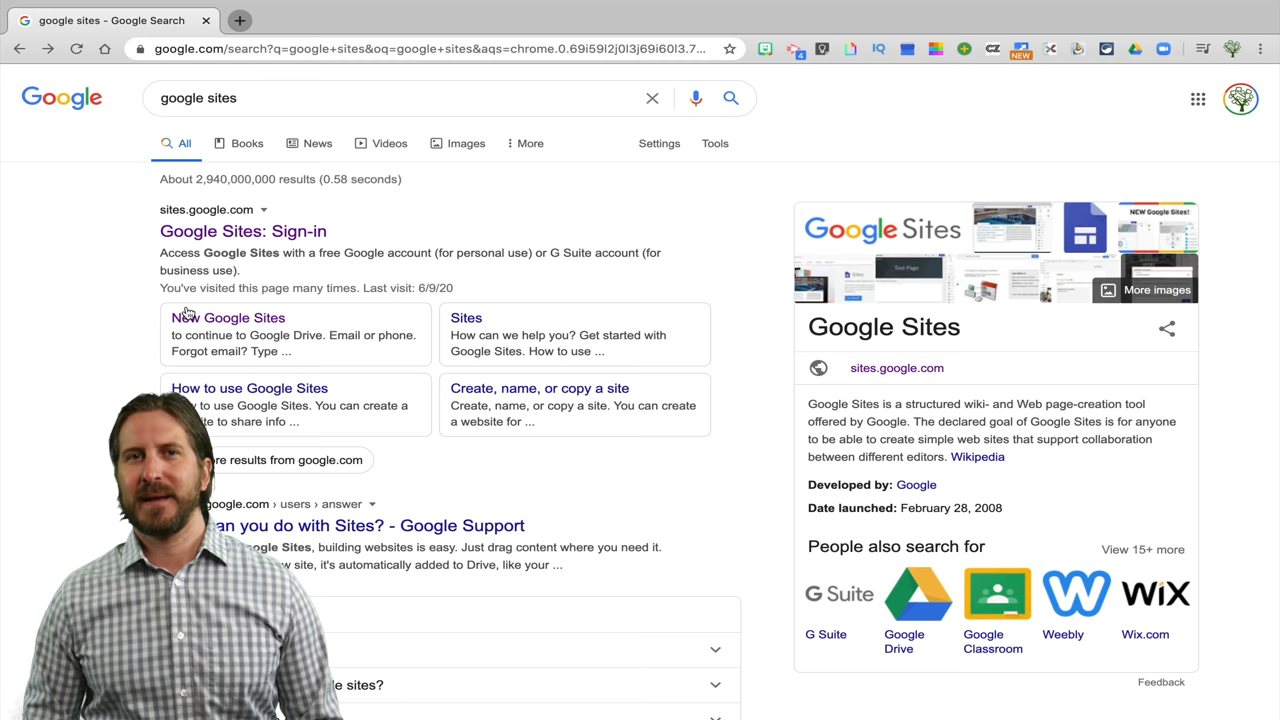 google sites - Google Search
google.com/search?q=google+sites&oq=google+sites&aqs=chrome.0.69i59l2j0l3j69i60l3.7...
4
IQ
NEW
Google
google sites
All
Books
News
Videos
Images
More
Settings
Tools
About 2,940,000,000 results (0.58 seconds)
sites.google.com
Google Sites: Sign-in
Access Google Sites with a free Google account (for personal use) or G Suite account (for
business use).
You've visited this page many times. Last visit: 6/9/20
New Google Sites
to continue to Google Drive. Email or phone.
Forgot email? Type ...
Sites
How can we help you? Get started with
Google Sites. How to use ...
How to use Google Sites
to use Google Sites. You can create a
to share info ...
Create, name, or copy a site
Create, name, or copy a site. You can create
a website for ...
results from google.com
google.com › users › answer
you do with Sites? - Google Support
Sites, building websites is easy. Just drag content where you need it.
site, it's automatically added to Drive, like your ...
sites?
Google Sites
NEW Google Sites!
Test Page
More images
Google Sites
sites.google.com
Google Sites is a structured wiki- and Web page-creation tool
offered by Google. The declared goal of Google Sites is for anyone
to be able to create simple web sites that support collaboration
between different editors. Wikipedia
Developed by: Google
Date launched: February 28, 2008
People also search for
View 15+ more
G Suite
WiX
G Suite
Google
Drive
Google
Classroom
Weebly
Wix.com
Feedback